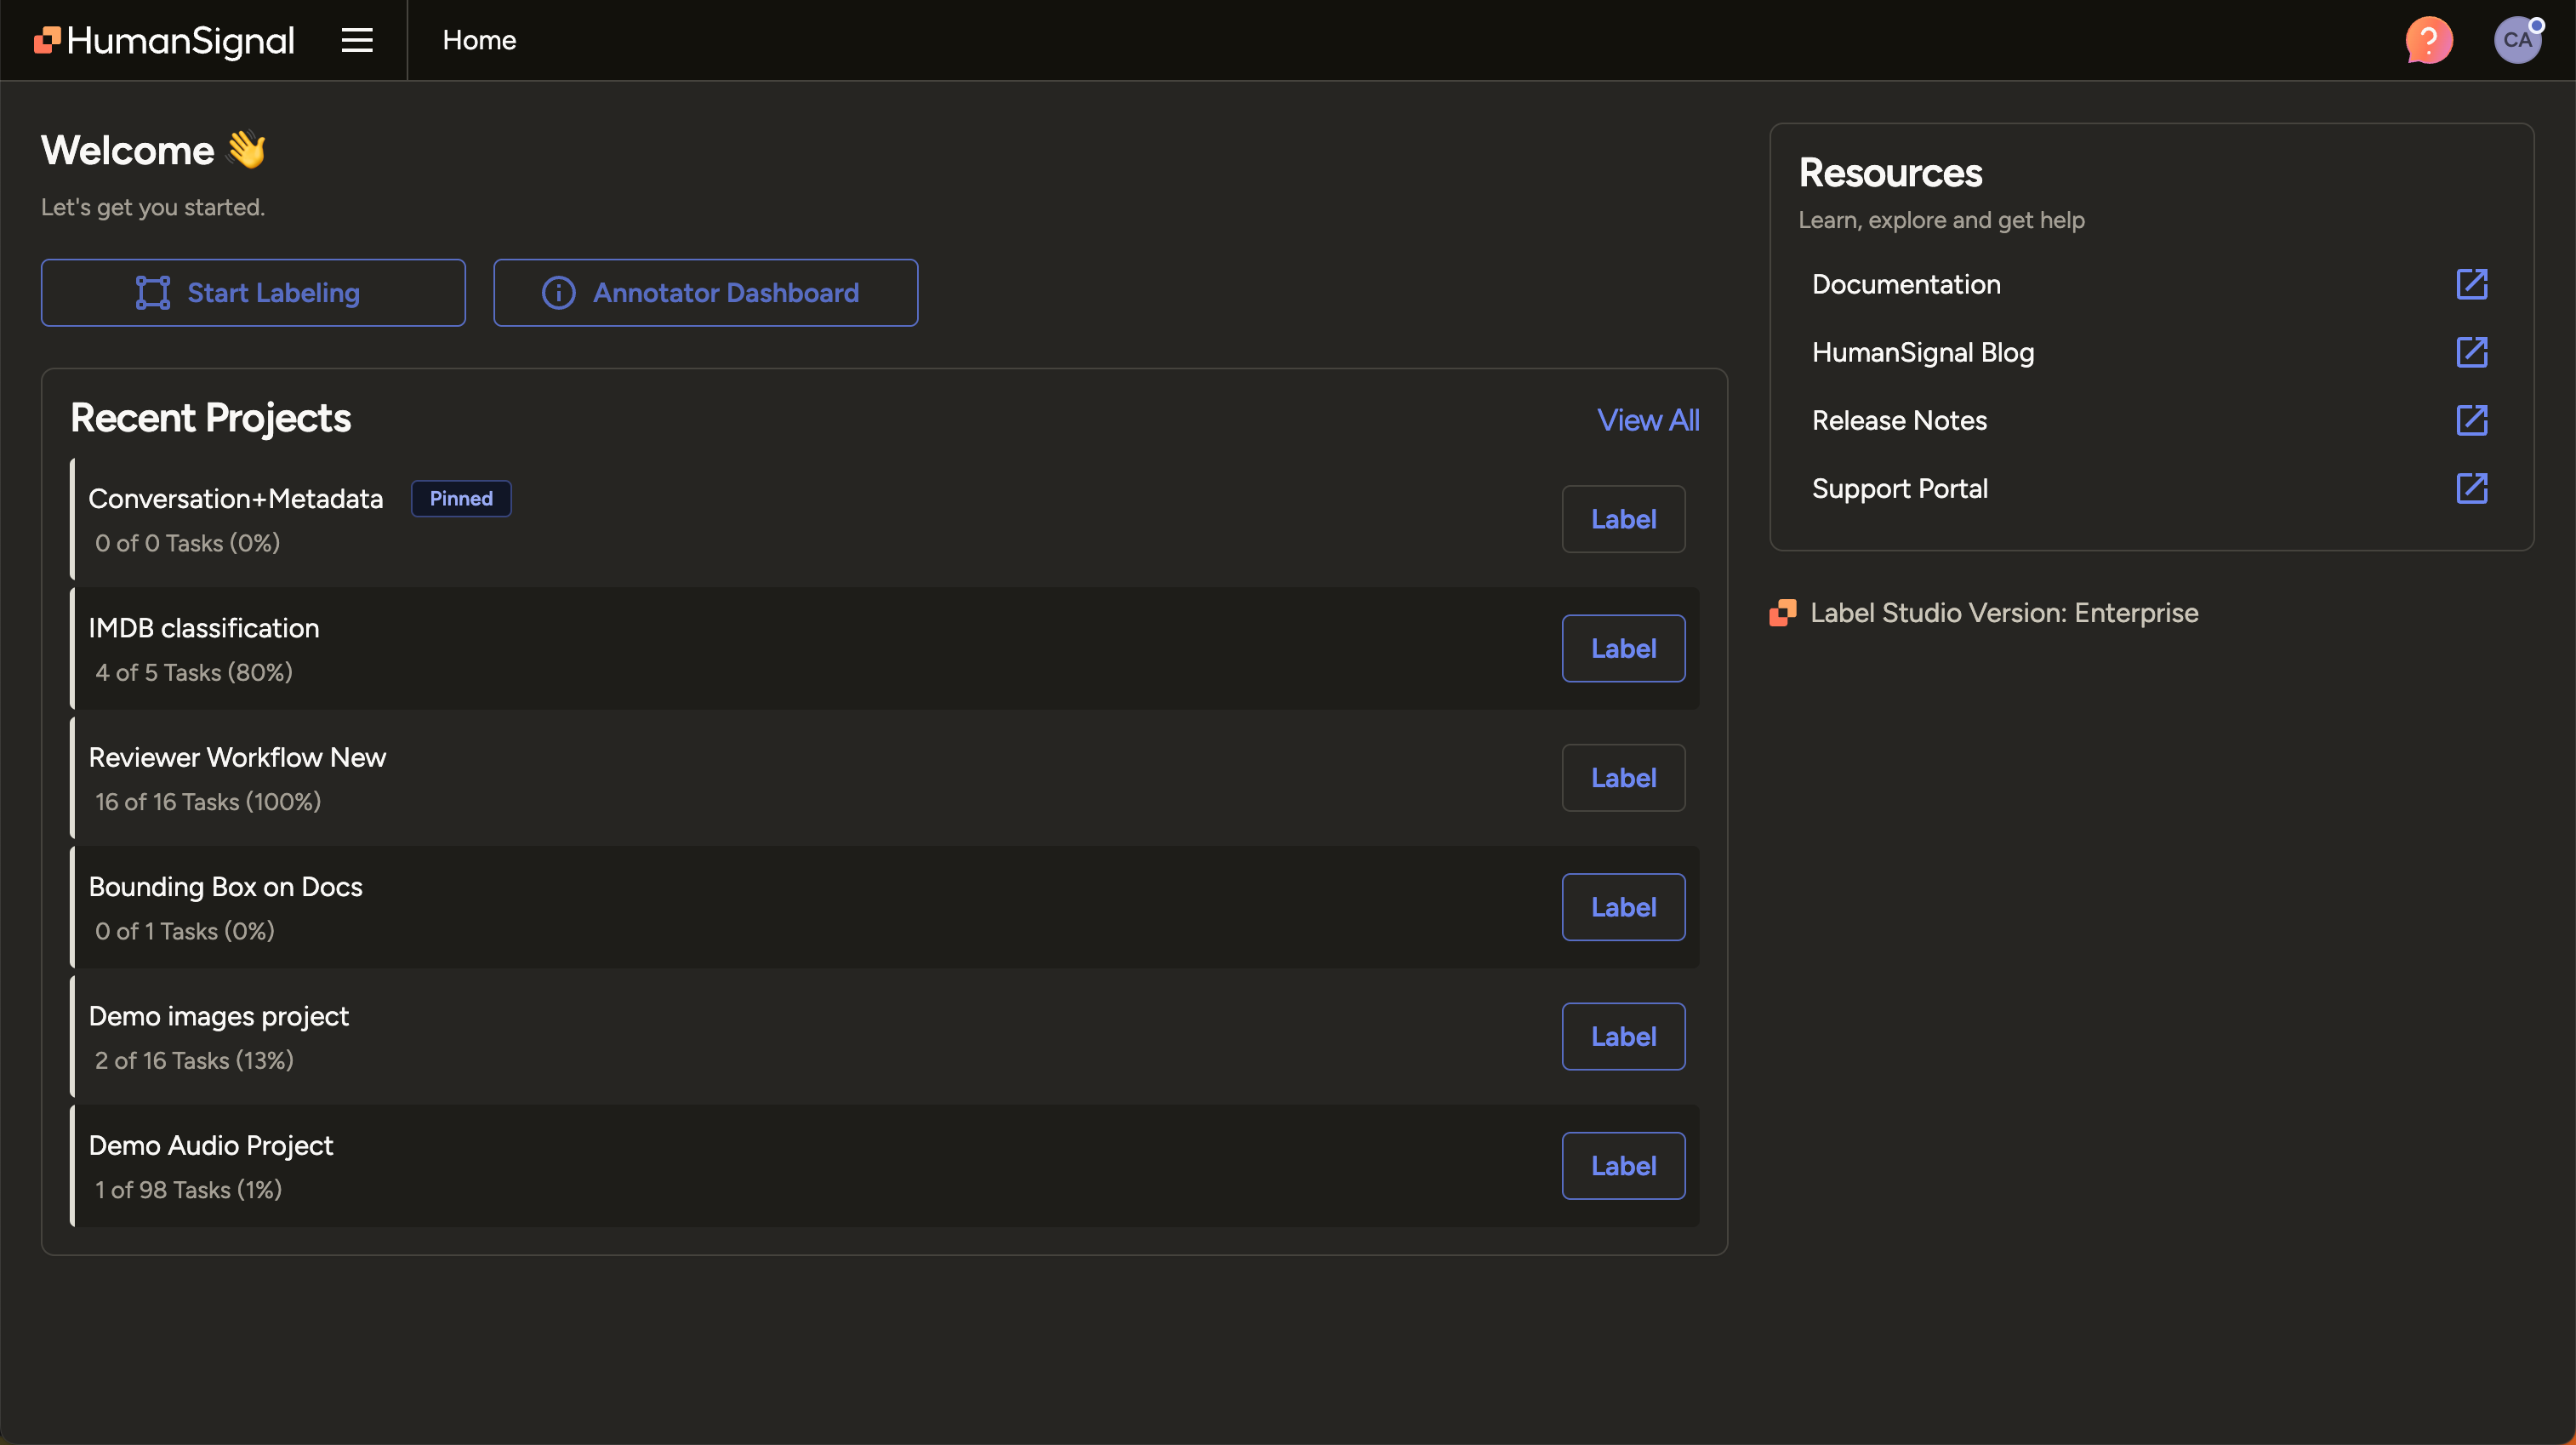 HumanSignal
Home
CA
Welcome 👋
Let's get you started.
Start Labeling
Annotator Dashboard
Recent Projects
View All
Conversation+Metadata
Pinned
0 of 0 Tasks (0%)
Label
IMDB classification
4 of 5 Tasks (80%)
Label
Reviewer Workflow New
16 of 16 Tasks (100%)
Label
Bounding Box on Docs
0 of 1 Tasks (0%)
Label
Demo images project
2 of 16 Tasks (13%)
Label
Demo Audio Project
1 of 98 Tasks (1%)
Label
Resources
Learn, explore and get help
Documentation
HumanSignal Blog
Release Notes
Support Portal
Label Studio Version: Enterprise